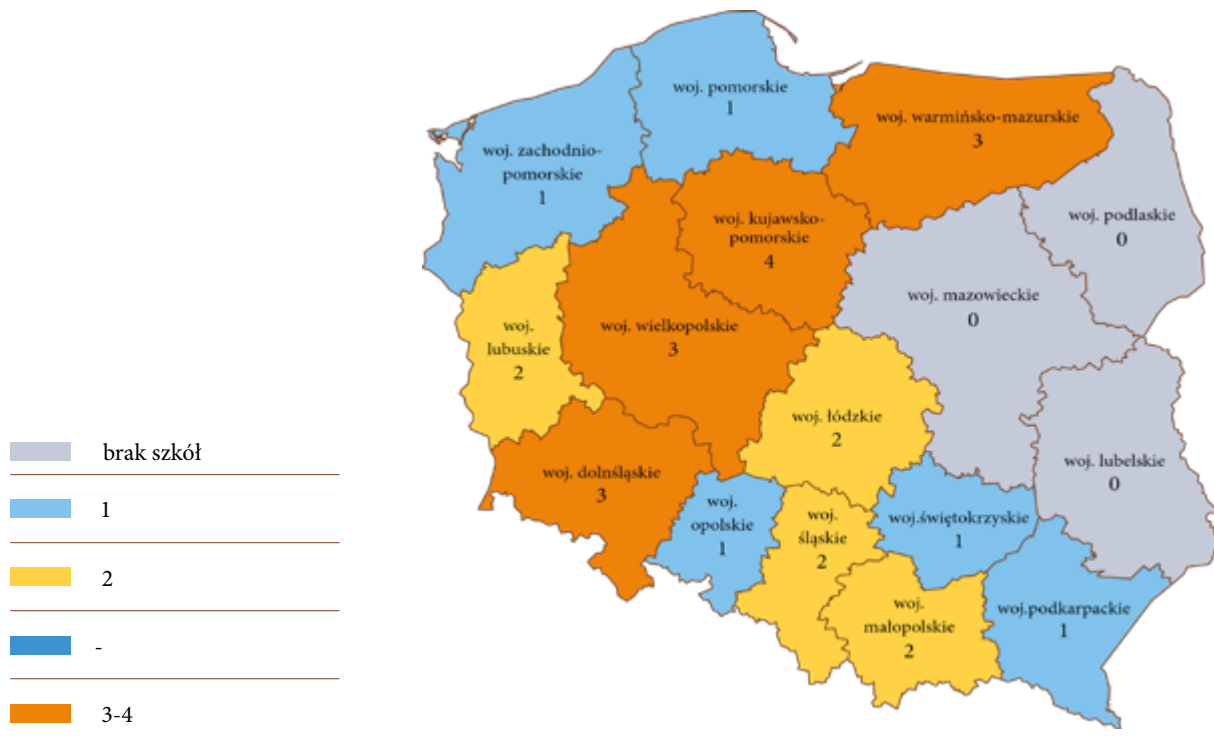 woj. pomorskie
1
woj. warmińsko-mazurskie
3
woj. zachodnio-
pomorskie
1
woj. podlaskie
0
woj. kujawsko-
pomorskie
4
woj. mazowieckie
0
woj.
lubuskie
2
woj. wielkopolskie
3
woj. łódzkie
2
woj. lubelskie
0
woj. dolnśląskie
3
woj.
opolskie
1
woj.
śląskie
2
woj.świętokrzyskie
1
woj.
małopolskie
2
woj.podkarpackie
1
brak szkół
1
2
-
3-4